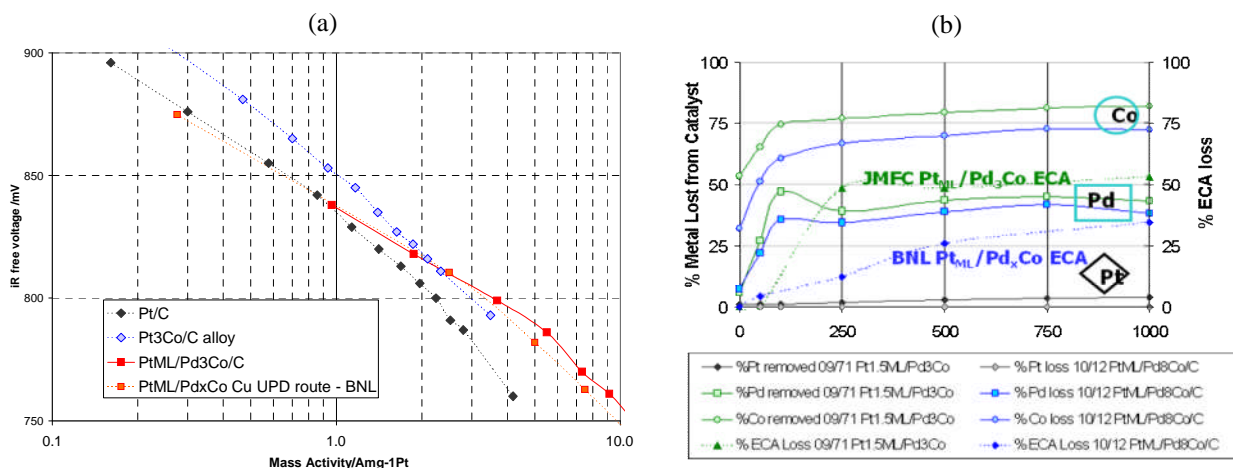 (a)
(b)
900
850
800
750
0.1
1.0
10.0
iR free voltage /mV
Mass Activity/Amg-1Pt
Pt/C
Pt3Co/C alloy
PtML/Pd3Co/C
PtML/PdxCo Cu UPD route - BNL
100
75
50
25
0
% Metal Lost from Catalyst
100
75
50
25
0
% ECA loss
0
250
500
750
1000
Co
JMFC PtML/Pd3Co ECA
Pd
BNL PtML/PdxCo ECA
Pt
%Pt removed 09/71 Pt1.5ML/Pd3Co
%Pt loss 10/12 PtML/Pd8Co/C
%Pd removed 09/71 Pt1.5ML/Pd3Co
%Pd loss 10/12 PtML/Pd8Co/C
%Co removed 09/71 Pt1.5ML/Pd3Co
%Co loss 10/12 PtML/Pd8Co/C
%ECA Loss 09/71 Pt1.5ML/Pd3Co
%ECA Loss 10/12 PtML/Pd8Co/C